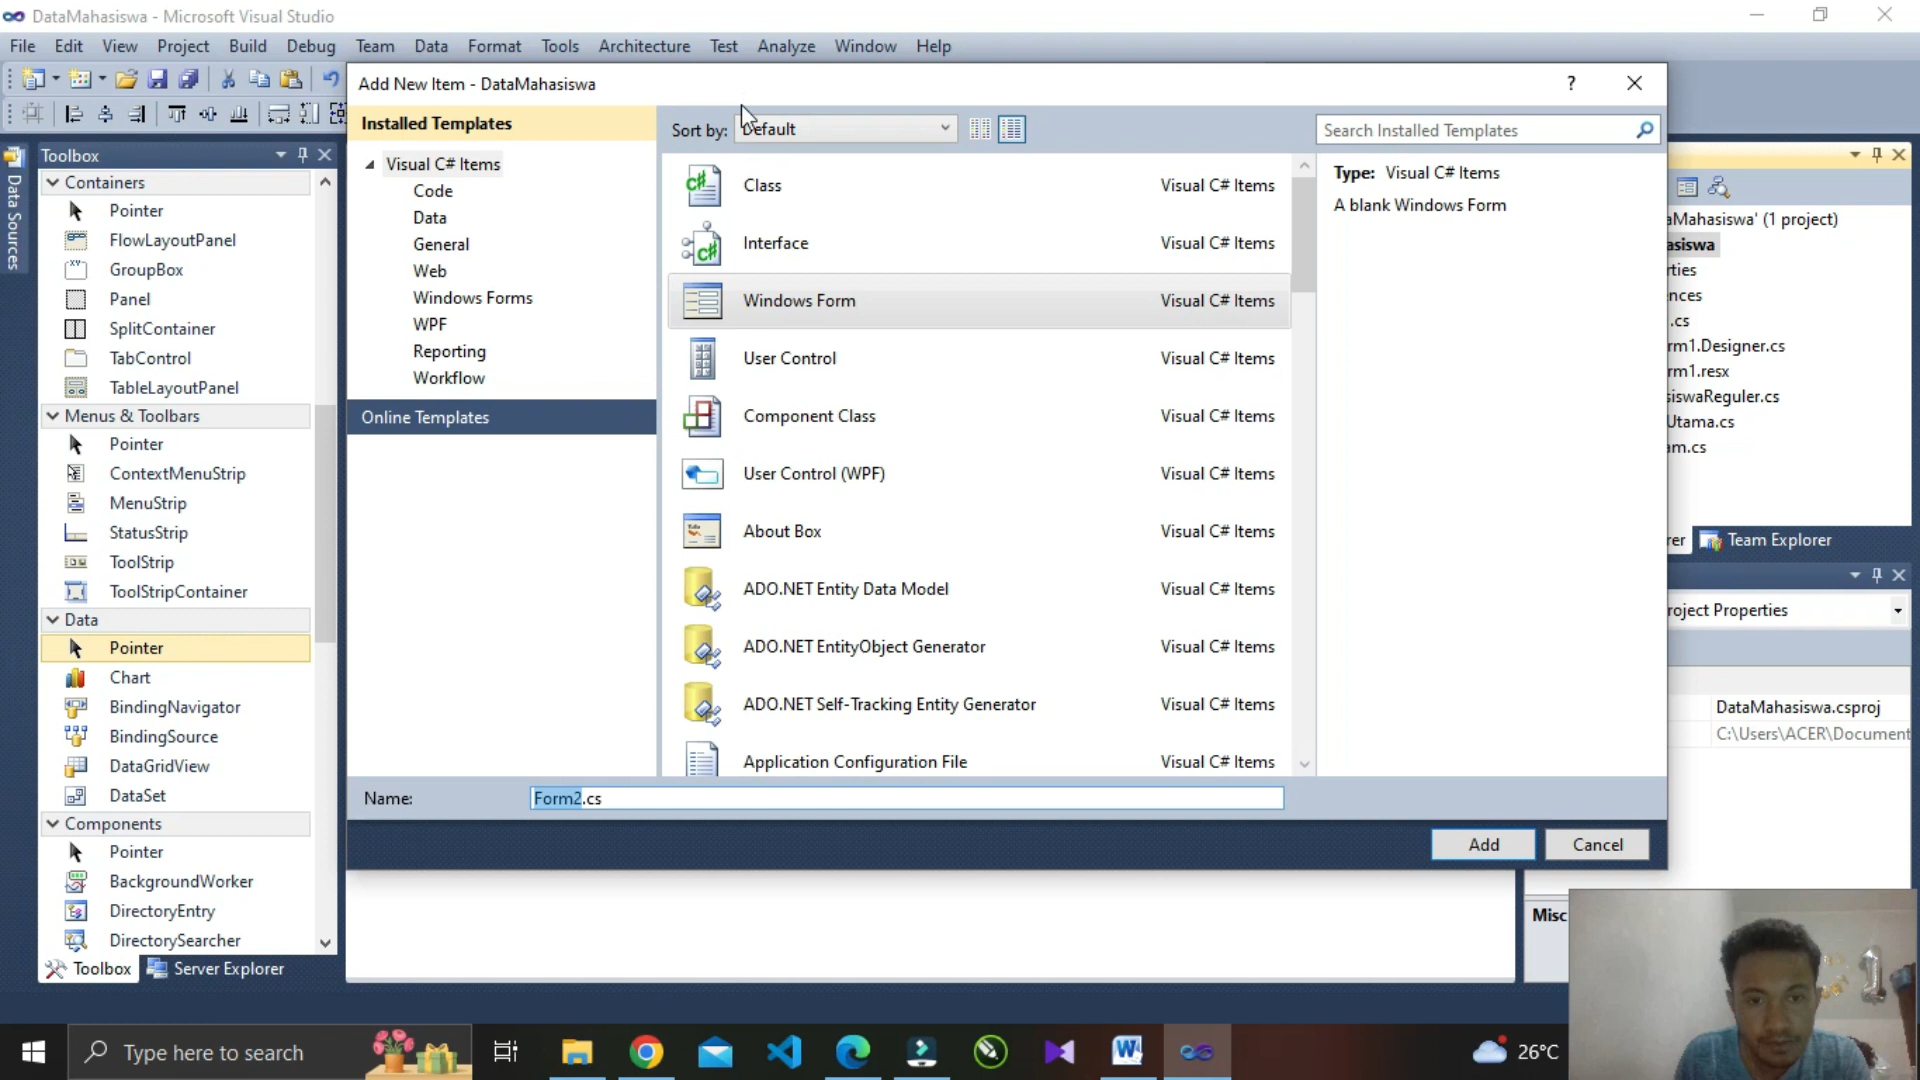 DataMahasiswa - Microsoft Visual Studio
File Edit View Project Build Debug Team Data Format Tools Architecture Test Analyze Window Help
Add New Item - DataMahasiswa
Installed Templates
Sort by: Default
Search Installed Templates
Visual C# Items
Code
Data
General
Web
Windows Forms
WPF
Reporting
Workflow
Online Templates
Class Visual C# Items
Interface Visual C# Items
Windows Form Visual C# Items
User Control Visual C# Items
Component Class Visual C# Items
User Control (WPF) Visual C# Items
About Box Visual C# Items
ADO.NET Entity Data Model Visual C# Items
ADO.NET EntityObject Generator Visual C# Items
ADO.NET Self-Tracking Entity Generator Visual C# Items
Application Configuration File Visual C# Items
Type: Visual C# Items
A blank Windows Form
Name: Form2.cs
Add Cancel
Data Sources
Toolbox
Containers
Pointer
FlowLayoutPanel
GroupBox
Panel
SplitContainer
TabControl
TableLayoutPanel
Menus & Toolbars
Pointer
ContextMenuStrip
MenuStrip
StatusStrip
ToolStrip
ToolStripContainer
Data
Pointer
Chart
BindingNavigator
BindingSource
DataGridView
DataSet
Components
Pointer
BackgroundWorker
DirectoryEntry
DirectorySearcher
Toolbox Server Explorer
aMahasiswa' (1 project)
asiswa
rties
nces
.cs
rm1.Designer.cs
rm1.resx
siswaReguler.cs
Utama.cs
am.cs
rer Team Explorer
roject Properties
DataMahasiswa.csproj
C:\Users\ACER\Document
Misc
Type here to search
26°C